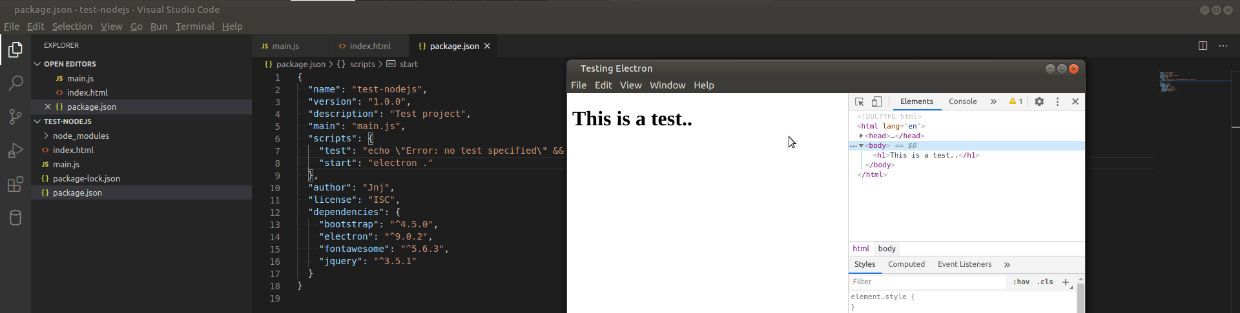 package.json - test-nodejs - Visual Studio Code
File Edit Selection View Go Run Terminal Help
EXPLORER
OPEN EDITORS
JS main.js
<> index.html
{} package.json
TEST-NODEJS
node_modules
<> index.html
JS main.js
{} package-lock.json
{} package.json
JS main.js <> index.html {} package.json
{} package.json > {} scripts > start
1 {
2 "name": "test-nodejs",
3 "version": "1.0.0",
4 "description": "Test project",
5 "main": "main.js",
6 "scripts": {
7 "test": "echo \"Error: no test specified\" &&
8 "start": "electron ."
9 },
10 "author": "Jnj",
11 "license": "ISC",
12 "dependencies": {
13 "bootstrap": "^4.5.0",
14 "electron": "^9.0.2",
15 "fontawesome": "^5.6.3",
16 "jquery": "^3.5.1"
17 }
18 }
19
Testing Electron
File Edit View Window Help
This is a test..
Elements Console » 1
<!DOCTYPE html>
<html lang="en">
<head>…</head>
<body> == $0
<h1>This is a test..</h1>
</body>
</html>
html body
Styles Computed Event Listeners »
Filter :hov .cls +
element.style {
}